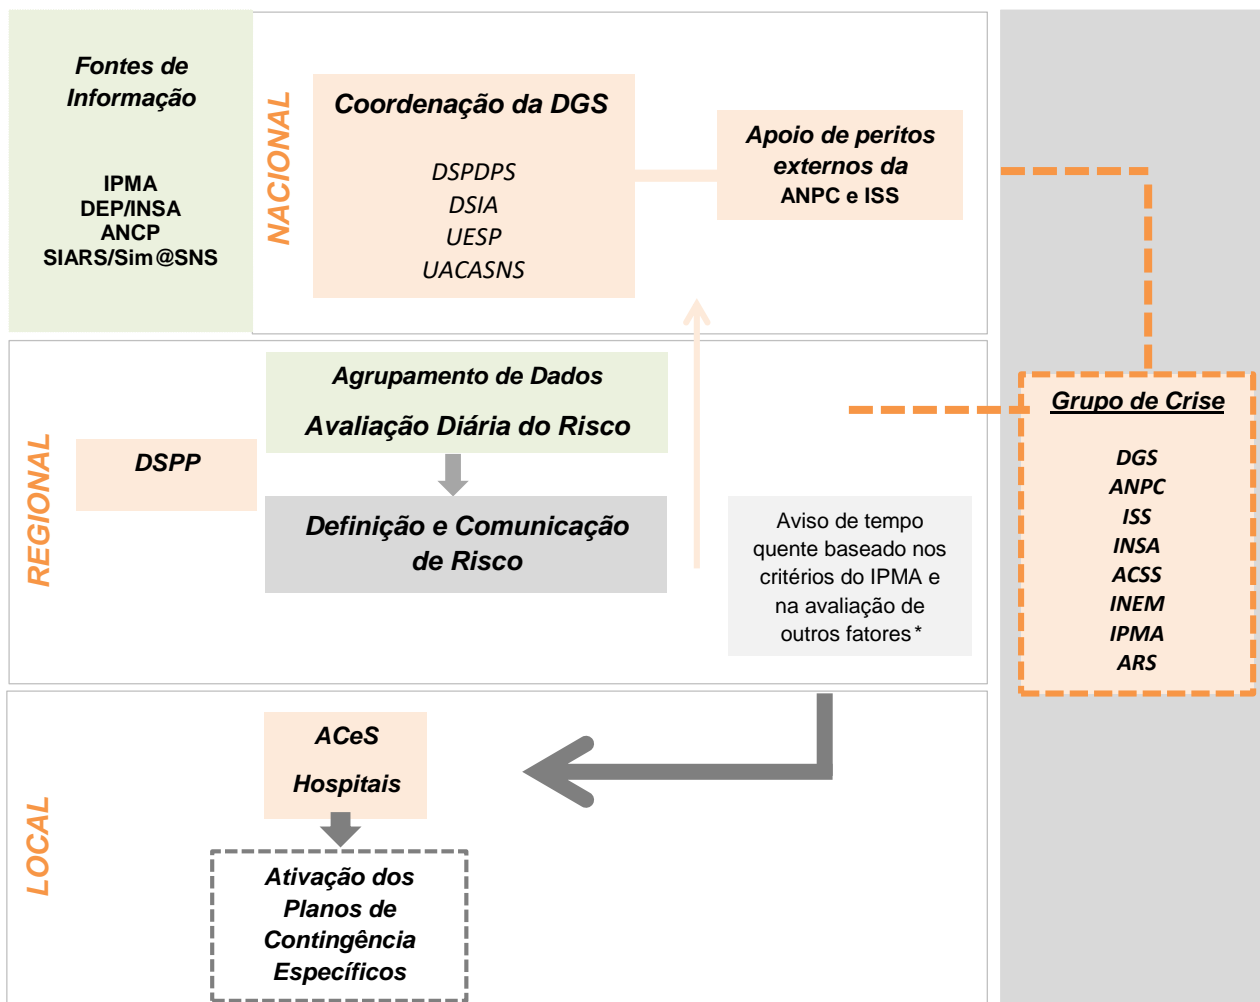 Fontes de
Informação
IPMA
DEP/INSA
ANCP
SIARS/Sim@SNS
NACIONAL
Coordenação da DGS
DSPDPS
DSIA
UESP
UACASNS
Apoio de peritos
externos da
ANPC e ISS
REGIONAL
DSPP
Agrupamento de Dados
Avaliação Diária do Risco
Definição e Comunicação
de Risco
Aviso de tempo
quente baseado nos
critérios do IPMA e
na avaliação de
outros fatores*
Grupo de Crise
DGS
ANPC
ISS
INSA
ACSS
INEM
IPMA
ARS
LOCAL
ACeS
Hospitais
Ativação dos
Planos de
Contingência
Específicos